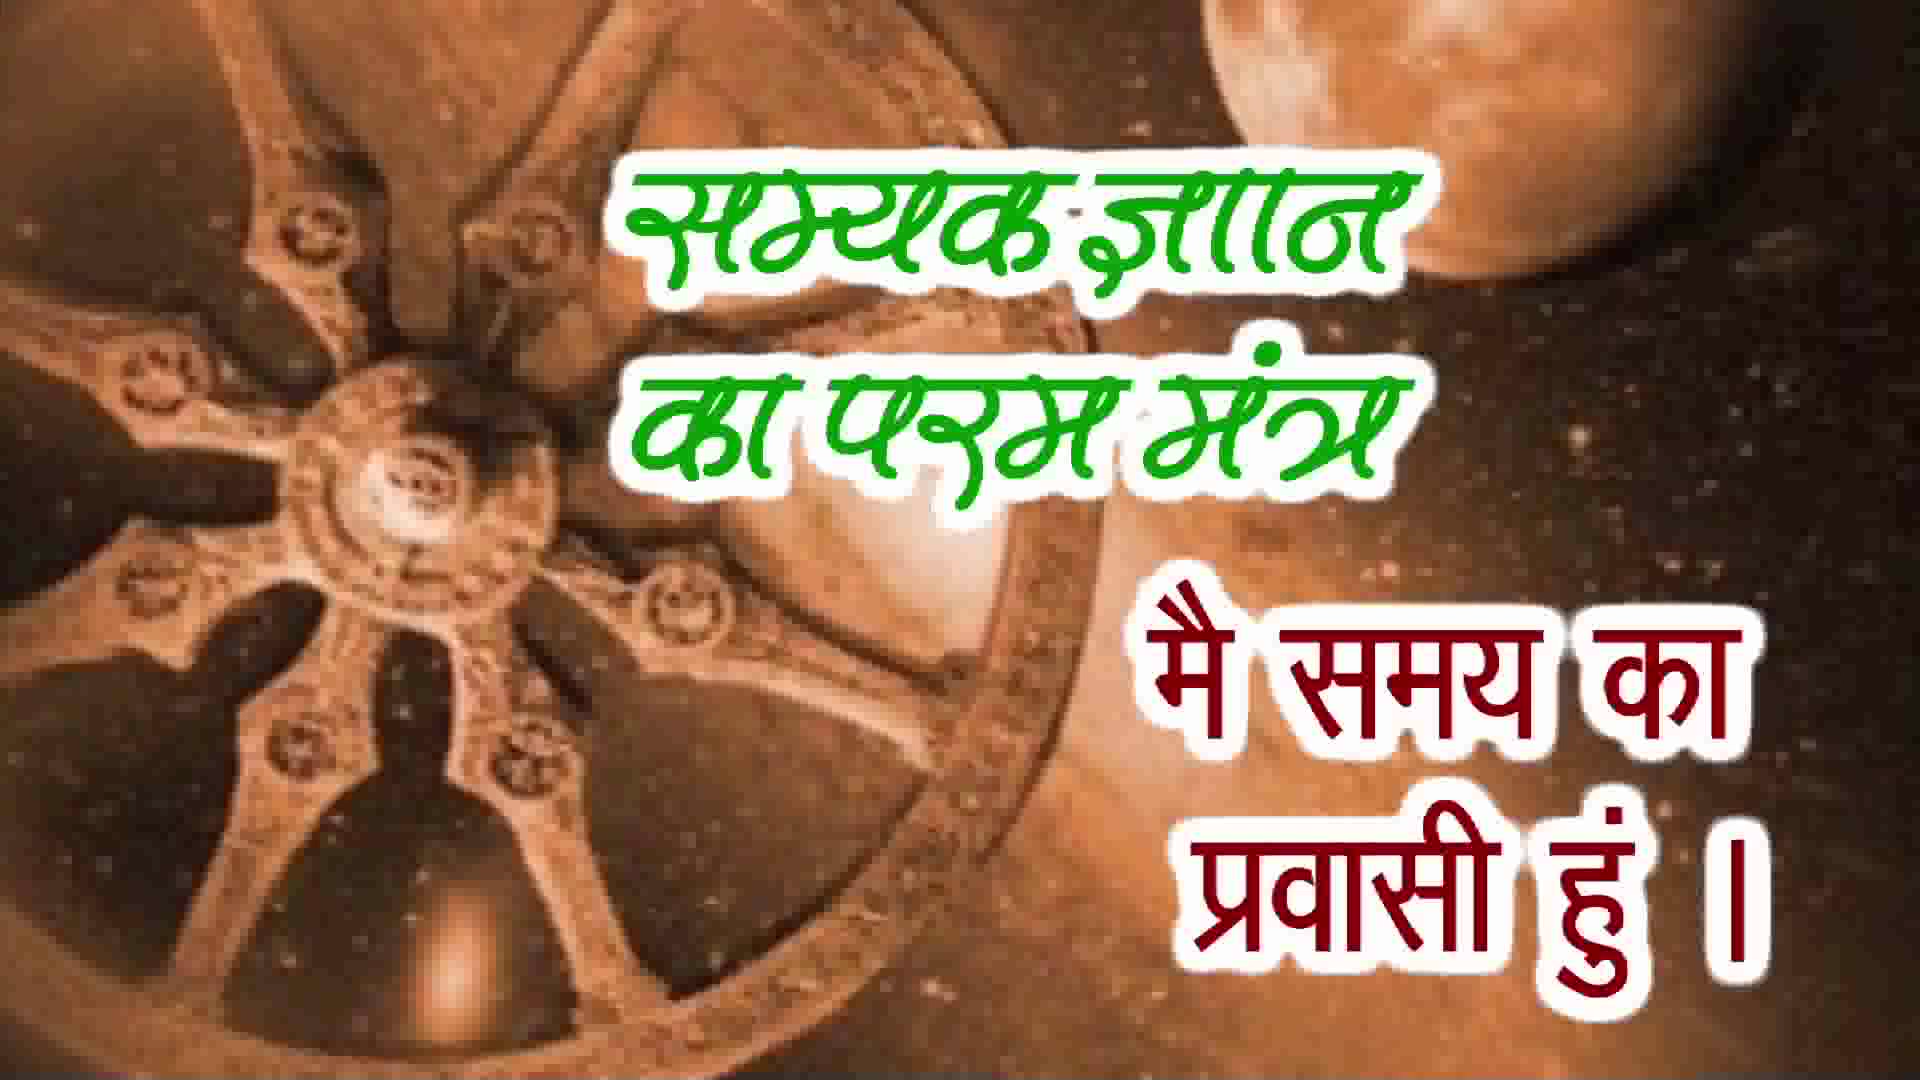 सम्यक ज्ञान
का परम मंत्र
मै समय का
प्रवासी हुं ।